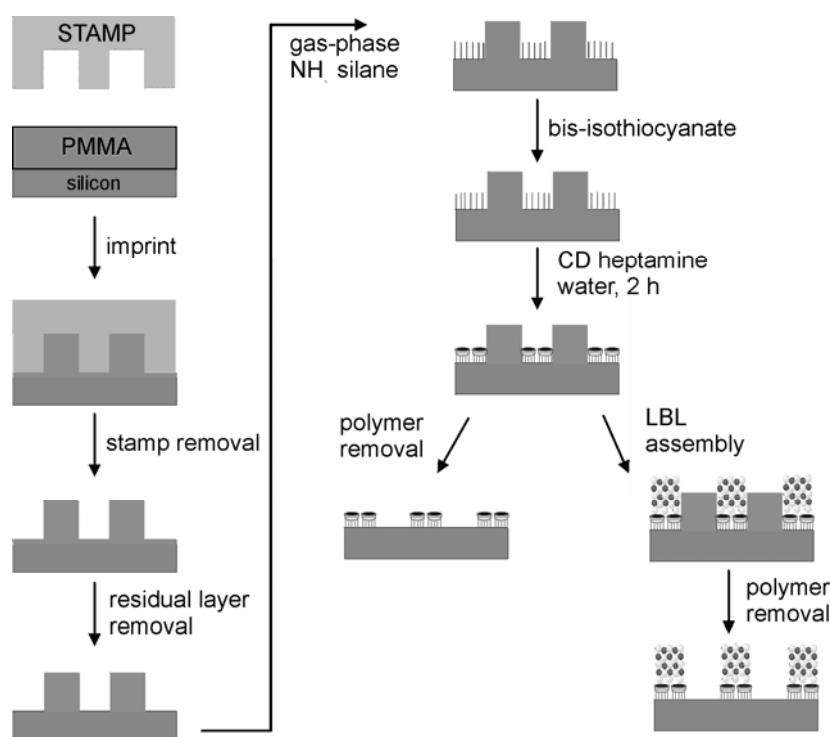 STAMP
PMMA
silicon
imprint
stamp removal
residual layer
removal
gas-phase
NH silane
bis-isothiocyanate
CD heptamine
water, 2 h
polymer
removal
LBL
assembly
polymer
removal